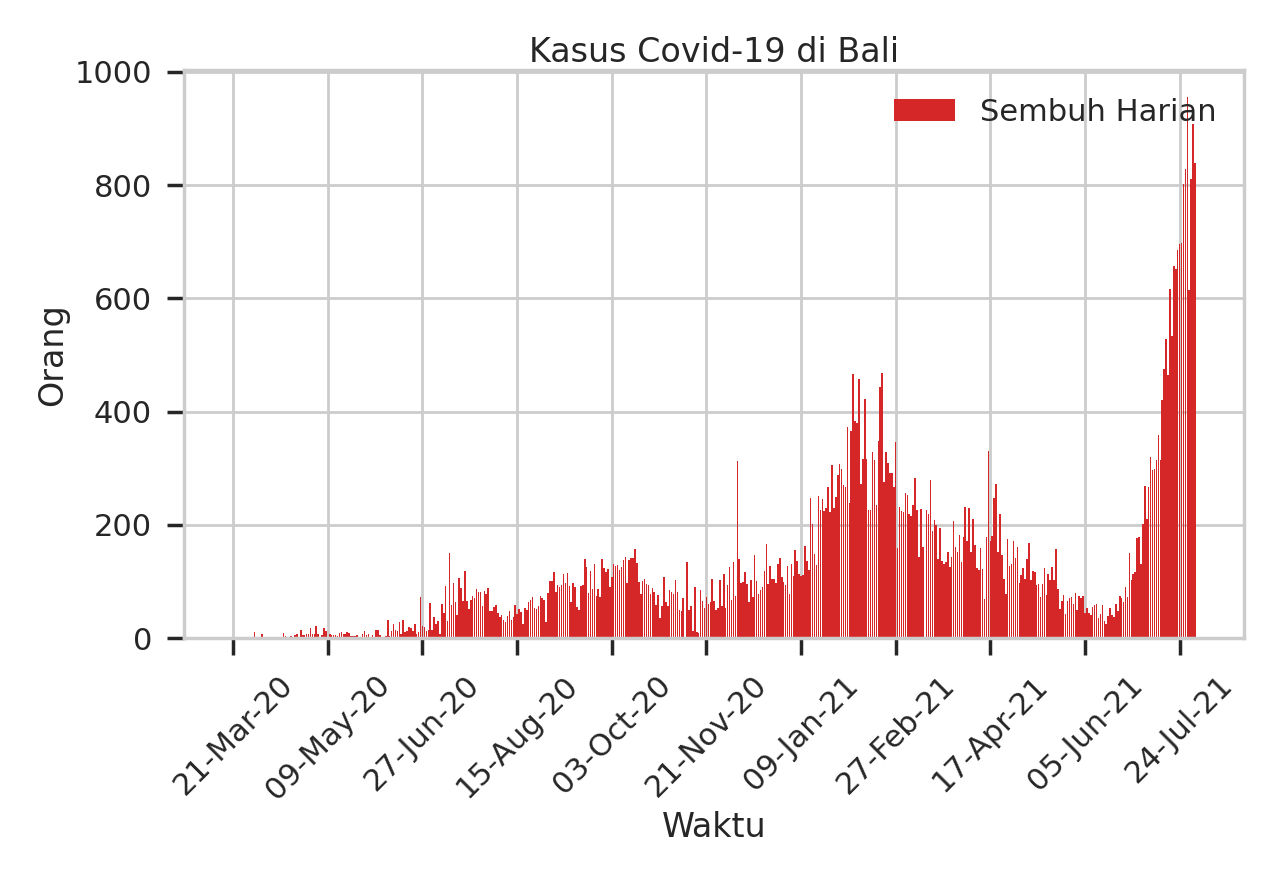 Kasus Covid-19 di Bali
Sembuh Harian
Orang
1000
800
600
400
200
0
21-Mar-20
09-May-20
27-Jun-20
15-Aug-20
03-Oct-20
21-Nov-20
09-Jan-21
27-Feb-21
17-Apr-21
05-Jun-21
24-Jul-21
Waktu